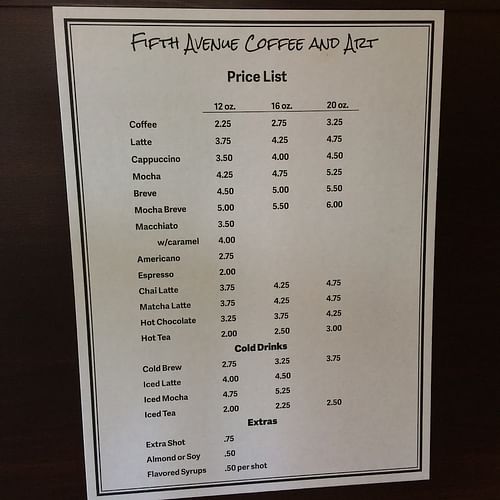 Fifth Avenue Coffee and Art
Price List
12 oz. 16 oz. 20 oz.
Coffee 2.25 2.75 3.25
Latte 3.75 4.25 4.75
Cappuccino 3.50 4.00 4.50
Mocha 4.25 4.75 5.25
Breve 4.50 5.00 5.50
Mocha Breve 5.00 5.50 6.00
Macchiato 3.50
w/caramel 4.00
Americano 2.75
Espresso 2.00
Chai Latte 3.75 4.25 4.75
Matcha Latte 3.75 4.25 4.75
Hot Chocolate 3.25 3.75 4.25
Hot Tea 2.00 2.50 3.00
Cold Drinks
Cold Brew 2.75 3.25 3.75
Iced Latte 4.00 4.50
Iced Mocha 4.75 5.25
Iced Tea 2.00 2.25 2.50
Extras
Extra Shot .75
Almond or Soy .50
Flavored Syrups .50 per shot